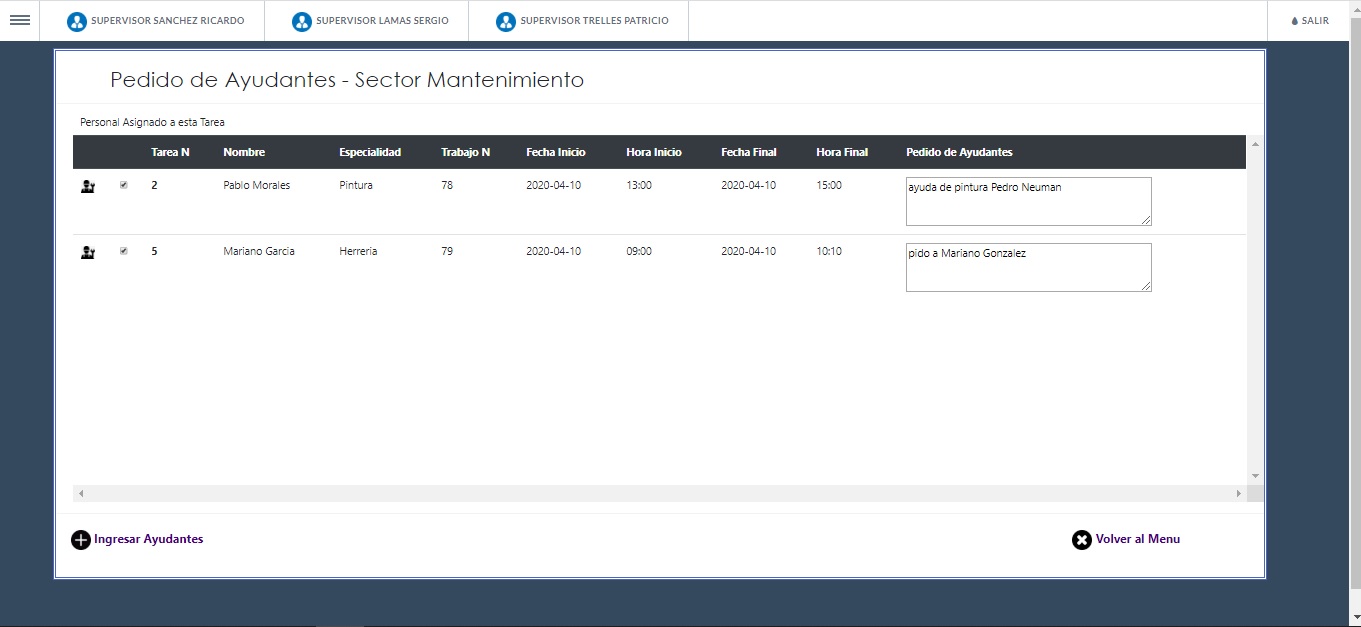 SUPERVISOR SANCHEZ RICARDO SUPERVISOR LAMAS SERGIO SUPERVISOR TRELLES PATRICIO SALIR
Pedido de Ayudantes - Sector Mantenimiento
Personal Asignado a esta Tarea
Tarea N Nombre Especialidad Trabajo N Fecha Inicio Hora Inicio Fecha Final Hora Final Pedido de Ayudantes
2 Pablo Morales Pintura 78 2020-04-10 13:00 2020-04-10 15:00 ayuda de pintura Pedro Neuman
5 Mariano Garcia Herreria 79 2020-04-10 09:00 2020-04-10 10:10 pido a Mariano Gonzalez
Ingresar Ayudantes Volver al Menu